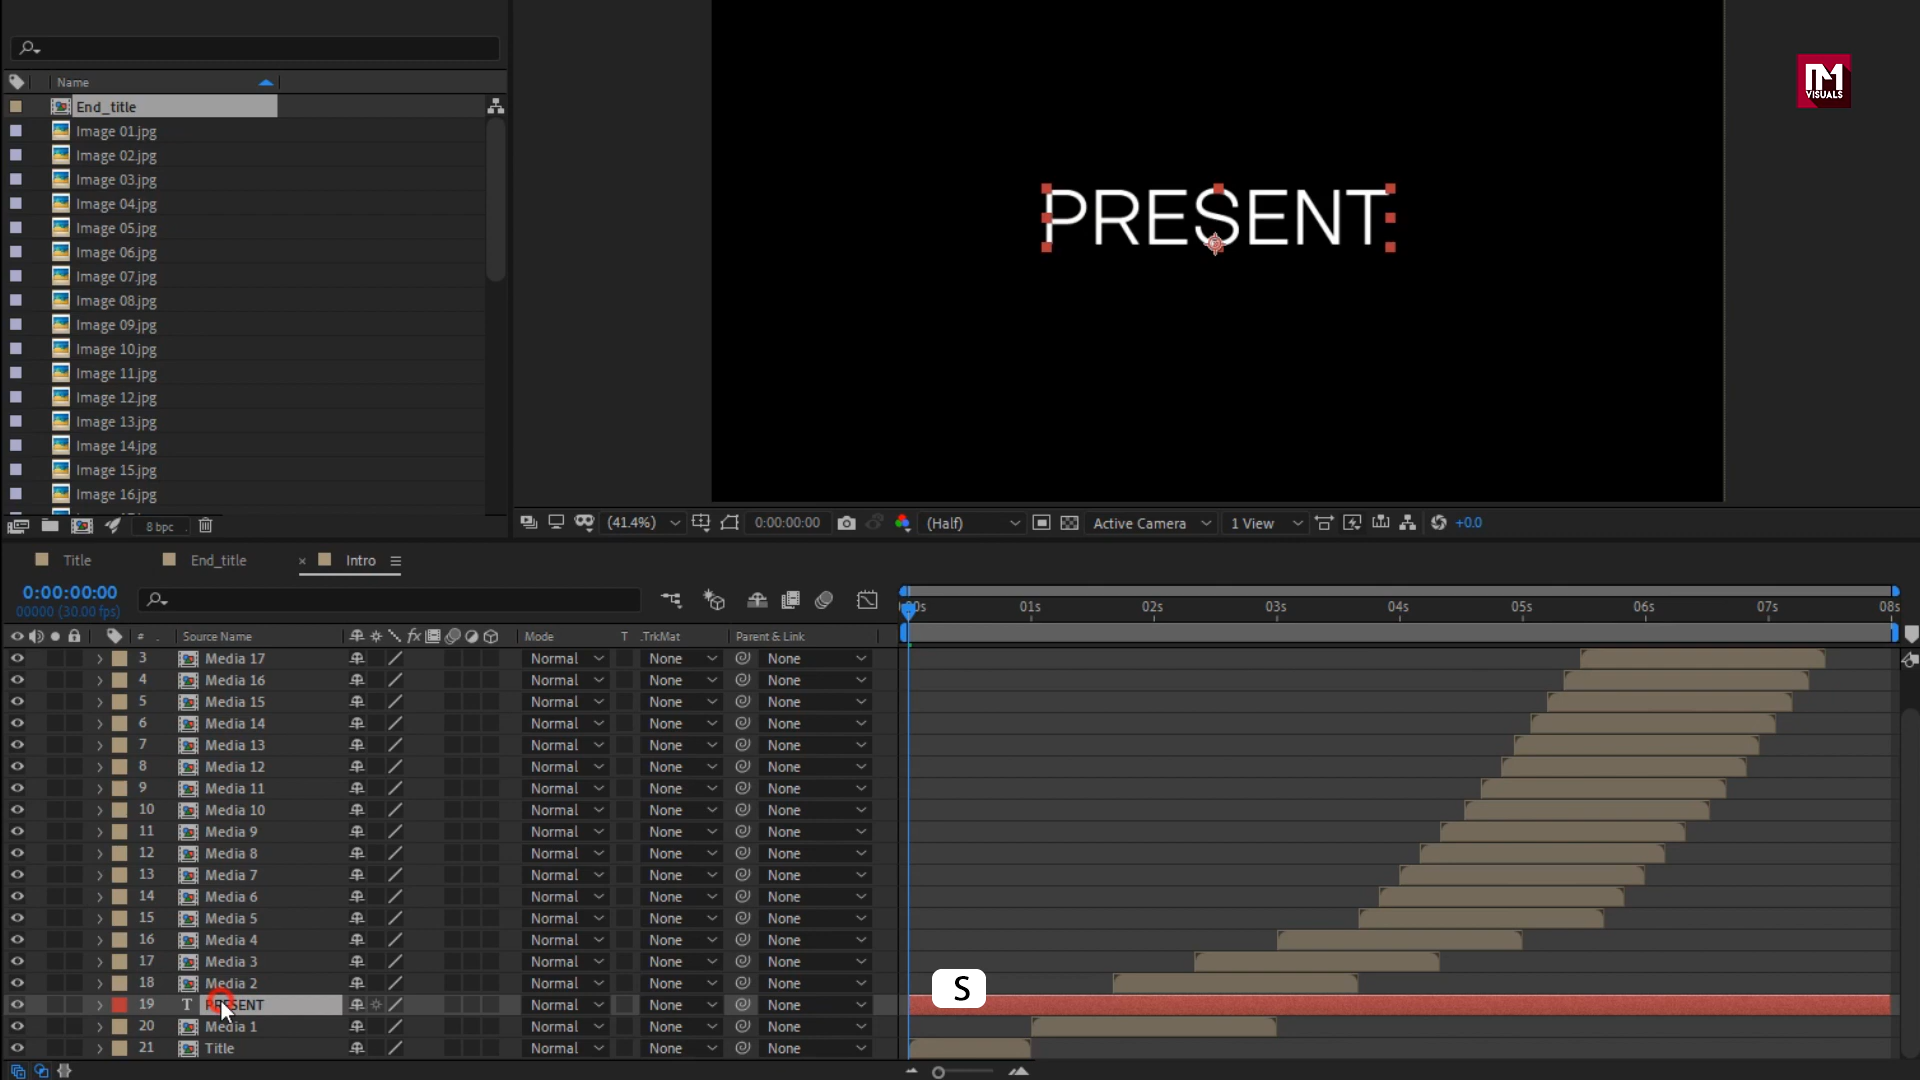 Name
End_title
Image 01.jpg
Image 02.jpg
Image 03.jpg
Image 04.jpg
Image 05.jpg
Image 06.jpg
Image 07.jpg
Image 08.jpg
Image 09.jpg
Image 10.jpg
Image 11.jpg
Image 12.jpg
Image 13.jpg
Image 14.jpg
Image 15.jpg
Image 16.jpg
8 bpc
PRESENT
VISUALS
(41.4%) 0:00:00:00 (Half) Active Camera 1 View +0.0
Title End_title × Intro
0:00:00:00
00000 (30.00 fps)
01s 02s 03s 04s 05s 06s 07s 08s
# Source Name fx Mode T .TrkMat Parent & Link
3 Media 17 Normal None None
4 Media 16 Normal None None
5 Media 15 Normal None None
6 Media 14 Normal None None
7 Media 13 Normal None None
8 Media 12 Normal None None
9 Media 11 Normal None None
10 Media 10 Normal None None
11 Media 9 Normal None None
12 Media 8 Normal None None
13 Media 7 Normal None None
14 Media 6 Normal None None
15 Media 5 Normal None None
16 Media 4 Normal None None
17 Media 3 Normal None None
18 Media 2 Normal None None
19 T PRESENT Normal None None
20 Media 1 Normal None None
21 Title Normal None None
S